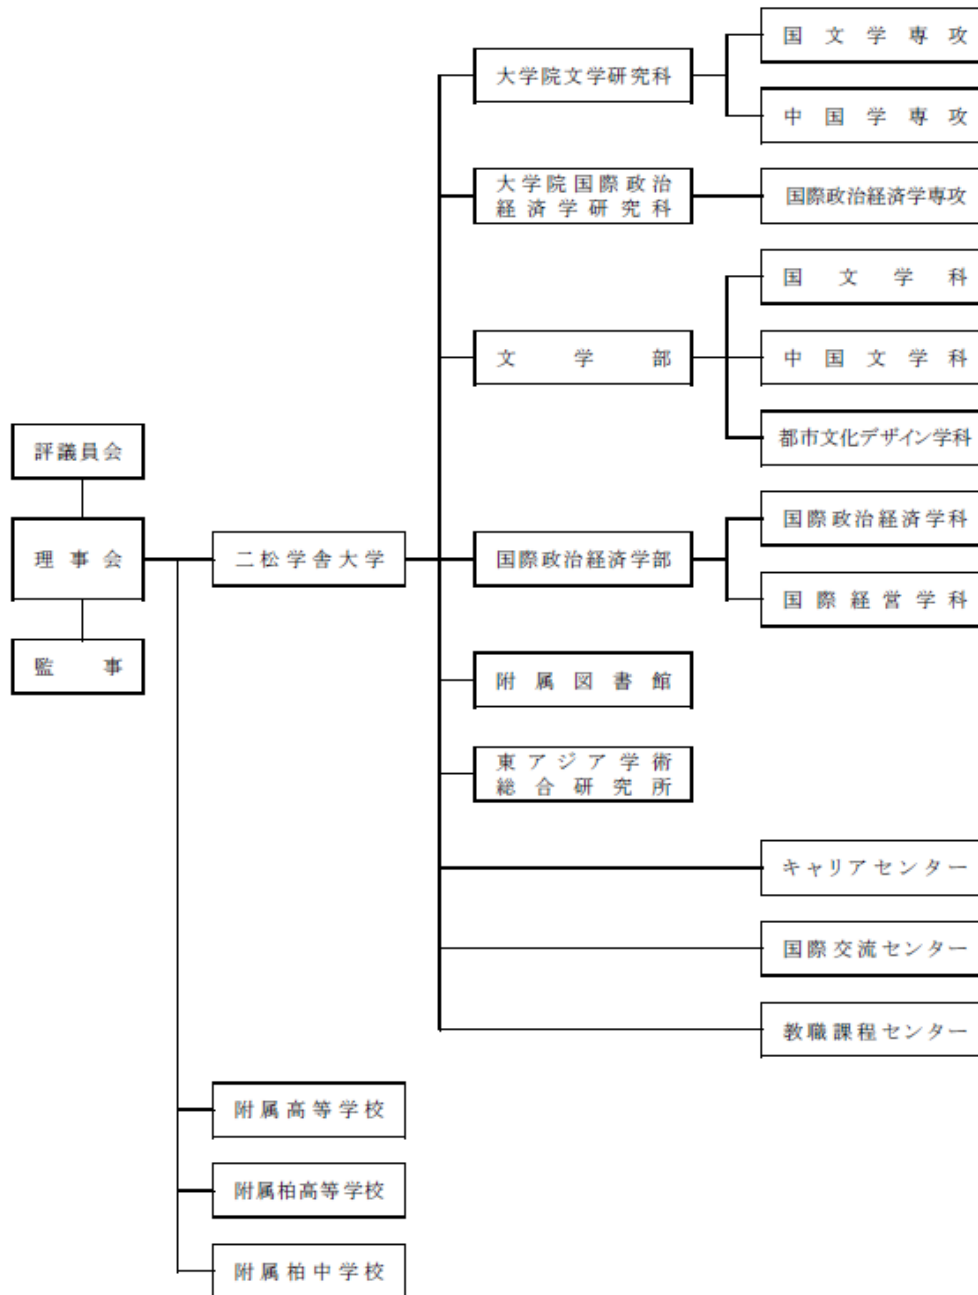 国文学専攻
大学院文学研究科
中国学専攻
大学院国際政治
経済学研究科
国際政治経済学専攻
国文学科
文学部
中国文学科
都市文化デザイン学科
評議員会
国際政治経済学科
理事会
二松学舎大学
国際政治経済学部
国際経営学科
監事
附属図書館
東アジア学術
総合研究所
キャリアセンター
国際交流センター
教職課程センター
附属高等学校
附属柏高等学校
附属柏中学校